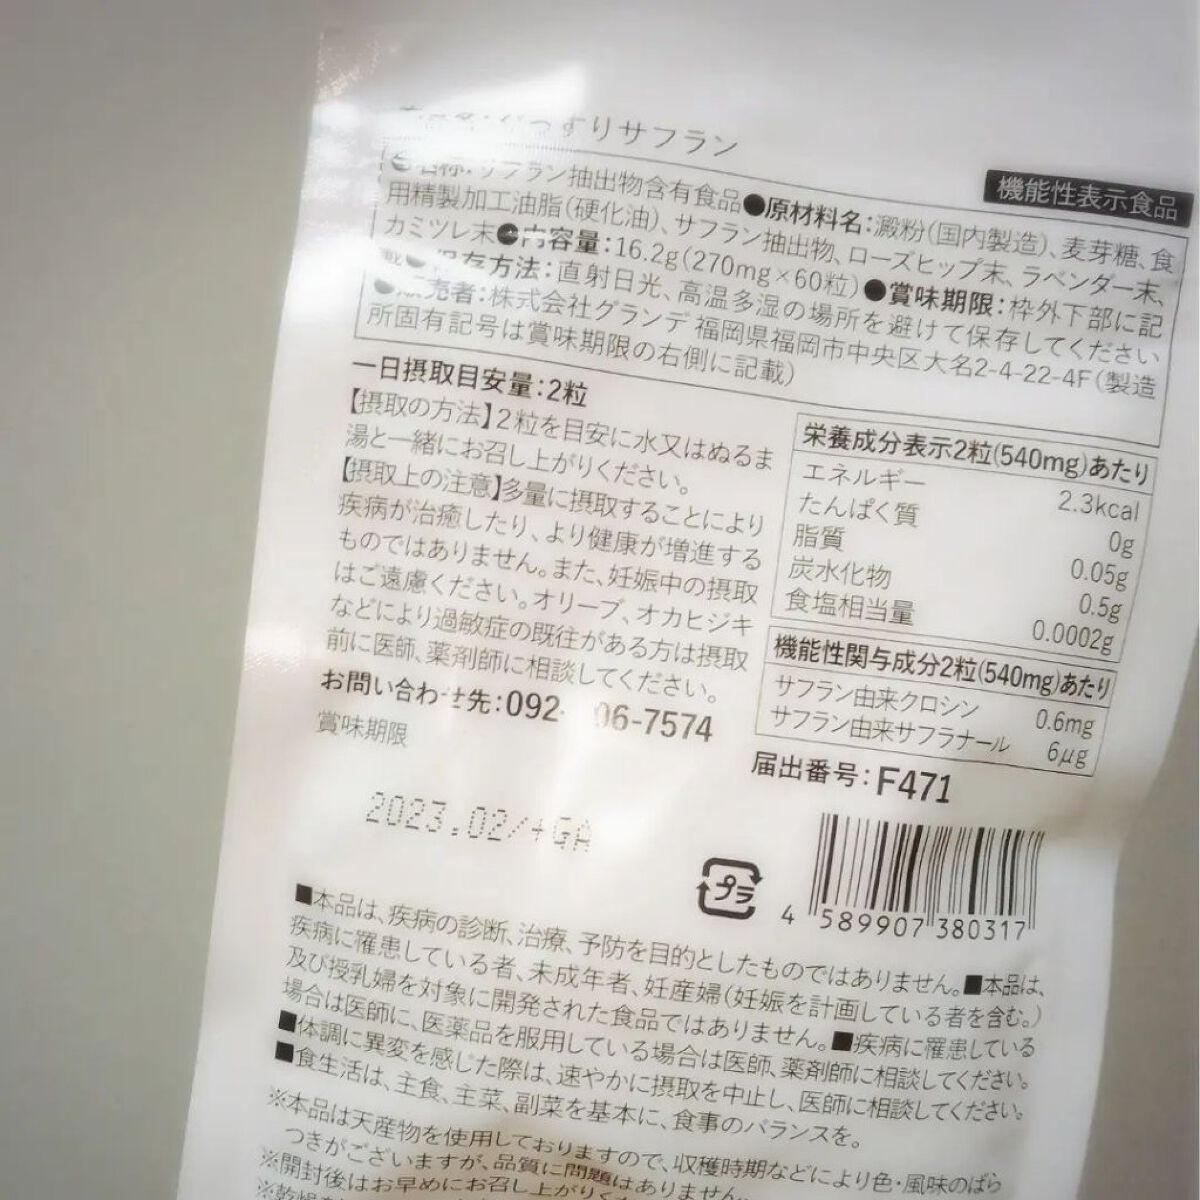 っすりサフラン
機能性表示食品
名称:サフラン抽出物含有食品●原材料名:澱粉(国内製造)、麦芽糖、食
用精製加工油脂(硬化油)、サフラン抽出物、ローズヒップ末、ラベンダー末、
カミツレ末●内容量:16.2g(270mg×60粒)●賞味期限:枠外下部に記
載●保存方法:直射日光、高温多湿の場所を避けて保存してください
●販売者:株式会社グランデ 福岡県福岡市中央区大名2-4-22-4F(製造
所固有記号は賞味期限の右側に記載)
一日摂取目安量:2粒
【摂取の方法】2粒を目安に水又はぬるま
湯と一緒にお召し上がりください。
【摂取上の注意】多量に摂取することにより
疾病が治癒したり、より健康が増進する
ものではありません。また、妊娠中の摂取
はご遠慮ください。オリーブ、オカヒジキ
などにより過敏症の既往がある方は摂取
前に医師、薬剤師に相談してください。
お問い合わせ先:092- 06-7574
賞味期限
2023.02/+GA
栄養成分表示2粒(540mg)あたり
エネルギー 2.3kcal
たんぱく質 0g
脂質 0.05g
炭水化物 0.5g
食塩相当量 0.0002g
機能性関与成分2粒(540mg)あたり
サフラン由来クロシン 0.6mg
サフラン由来サフラナール 6μg
届出番号:F471
プラ
4 589907 380317
■本品は、疾病の診断、治療、予防を目的としたものではありません。■本品は、
疾病に罹患している者、未成年者、妊産婦(妊娠を計画している者を含む。)
及び授乳婦を対象に開発された食品ではありません。■疾病に罹患している
場合は医師に、医薬品を服用している場合は医師、薬剤師に相談してください。
■体調に異変を感じた際は、速やかに摂取を中止し、医師に相談してください。
■食生活は、主食、主菜、副菜を基本に、食事のバランスを。
※本品は天産物を使用しておりますので、収穫時期などにより色・風味のばら
つきがございますが、品質に問題はありません。
※開封後はお早めにお召し上がりくだ